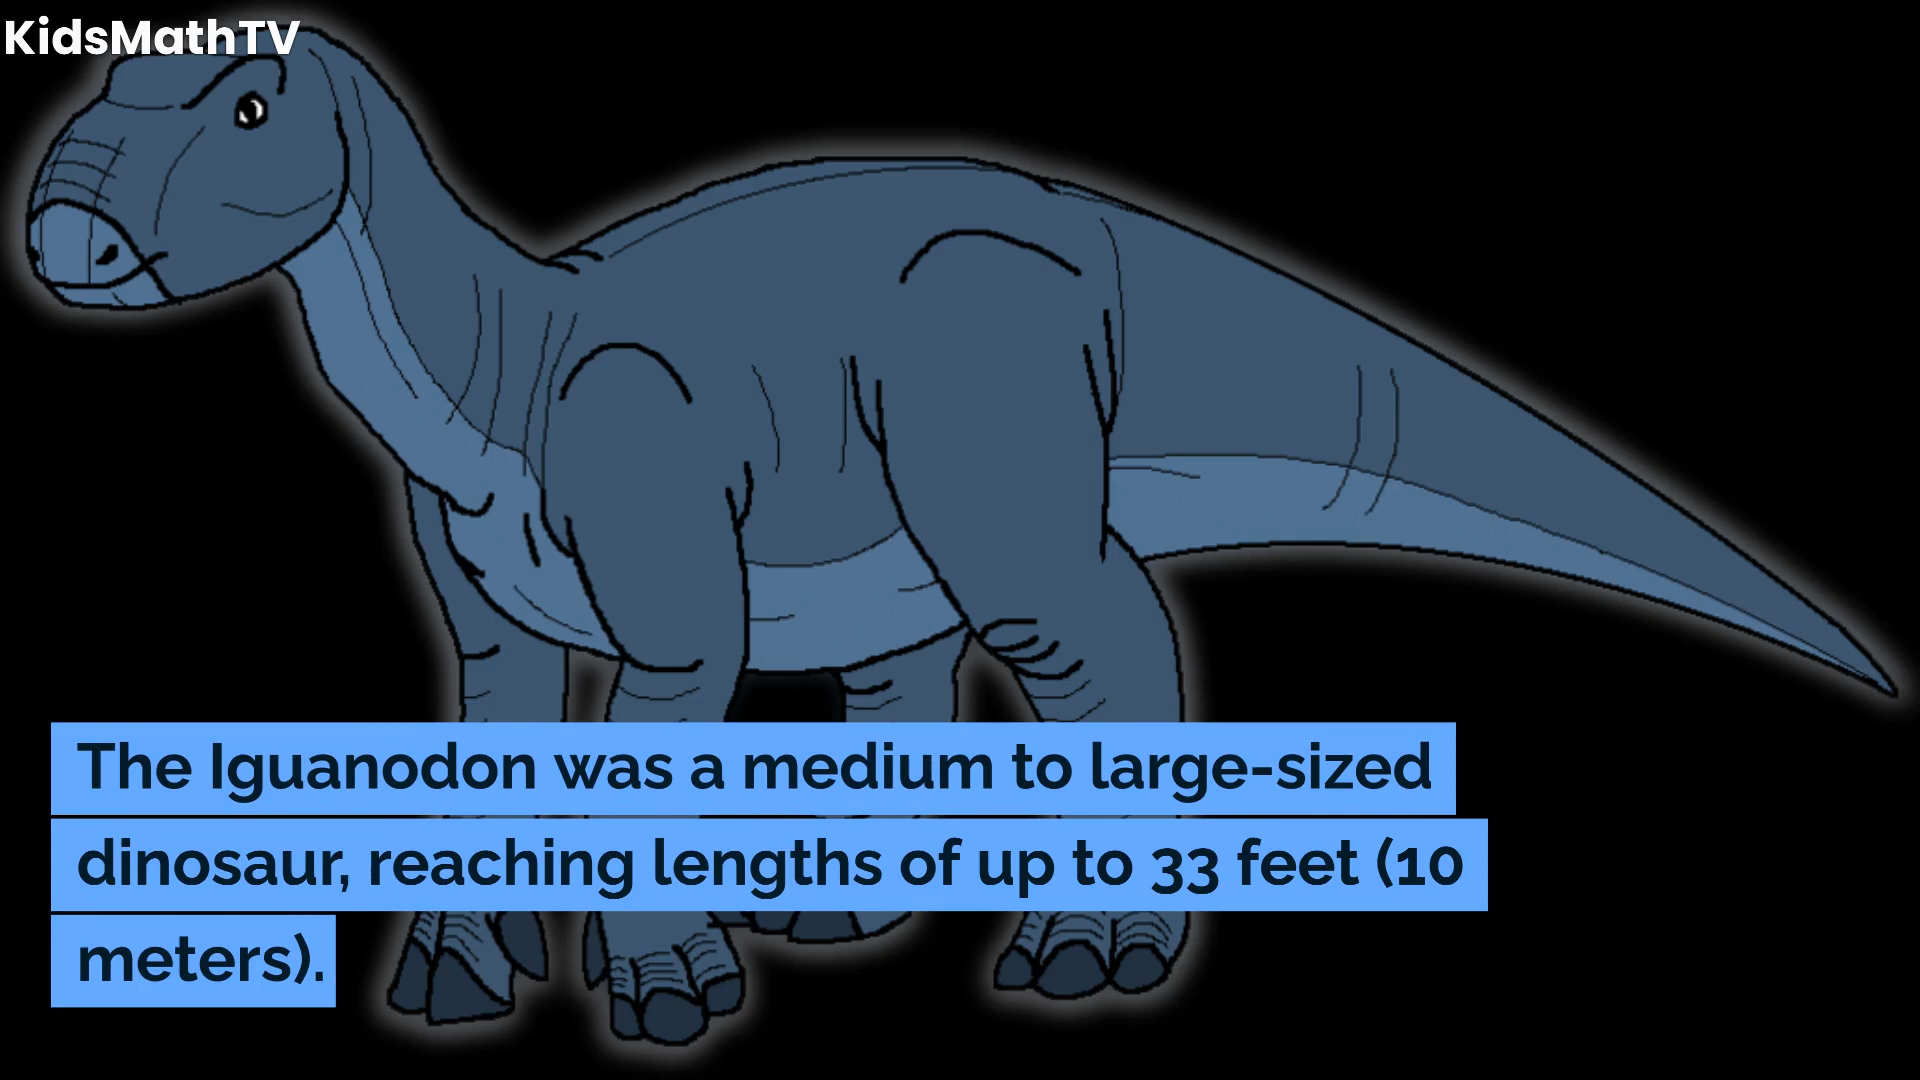 KidsMathTV
The Iguanodon was a medium to large-sized
dinosaur, reaching lengths of up to 33 feet (10
meters).